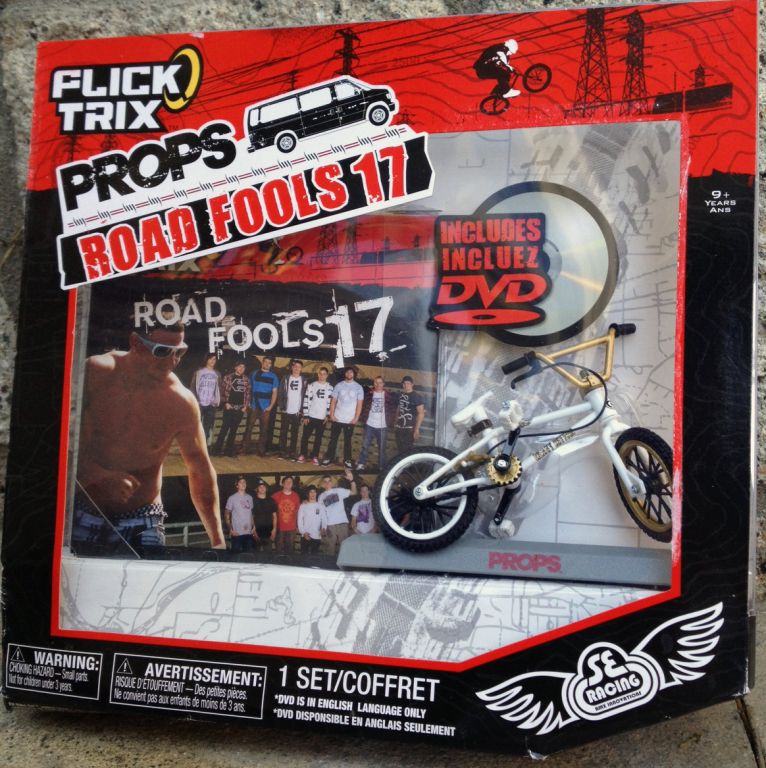 FLICK
TRIX
PROPS
ROAD FOOLS 17
9+
YEARS
ANS
INCLUDES
INCLUEZ
DVD
ROAD
FOOLS 17
PROPS
WARNING:
CHOKING HAZARD — Small parts.
Not for children under 3 years.
AVERTISSEMENT:
RISQUE D'ÉTOUFFEMENT — Des petites pièces.
Ne convient pas aux enfants de moins de 3 ans.
1 SET/COFFRET
*DVD IS IN ENGLISH LANGUAGE ONLY
*DVD DISPONIBLE EN ANGLAIS SEULEMENT
SE
RACING
BMX INNOVATIONS